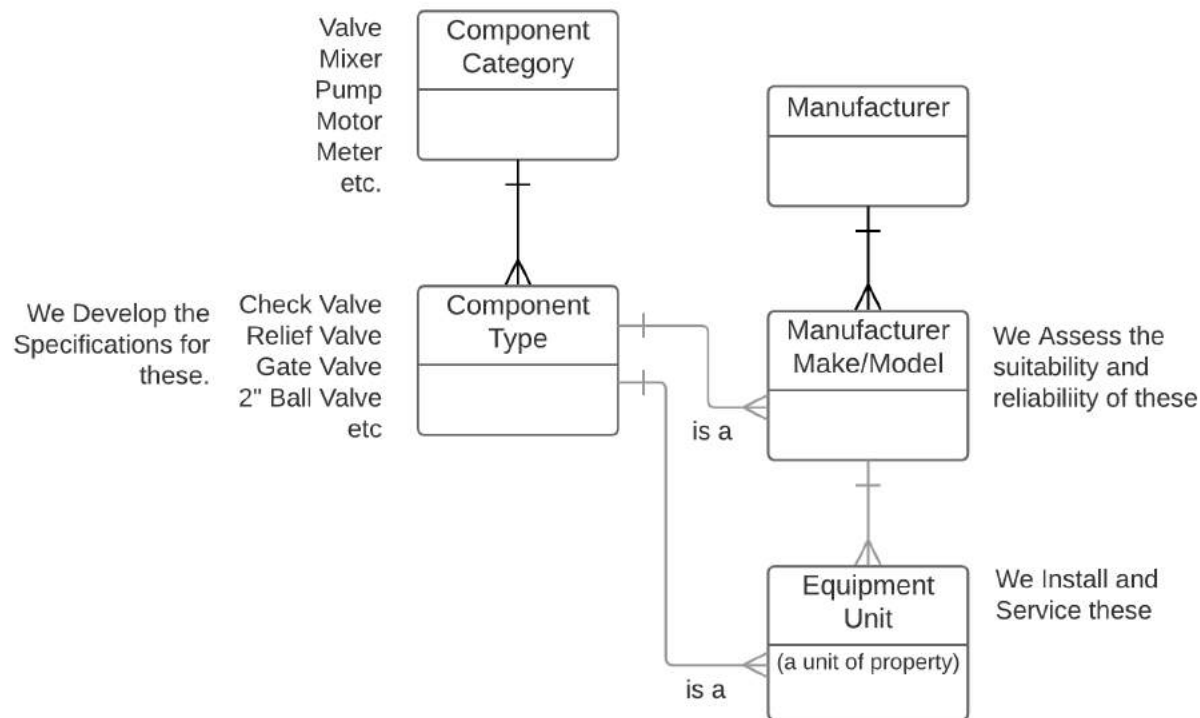 Valve
Mixer
Pump
Motor
Meter
etc.
Component
Category
Manufacturer
We Develop the
Specifications for
these.
Check Valve
Relief Valve
Gate Valve
2" Ball Valve
etc
Component
Type
is a
Manufacturer
Make/Model
We Assess the
suitability and
reliabiliity of these
Equipment
Unit
(a unit of property)
is a
We Install and
Service these